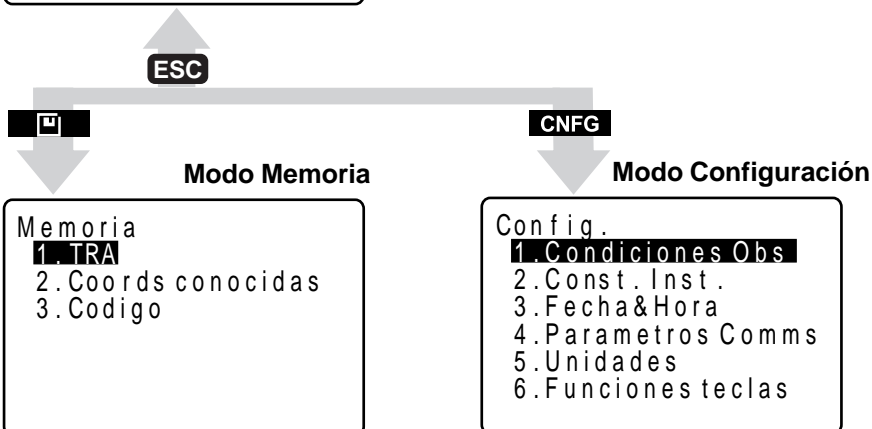 ESC
CNFG
Modo Memoria
Modo Configuración
Memoria
1.TRA
2.Coords conocidas
3.Codigo
Config.
1.Condiciones Obs
2.Const.Inst.
3.Fecha&Hora
4.Parametros Comms
5.Unidades
6.Funciones teclas